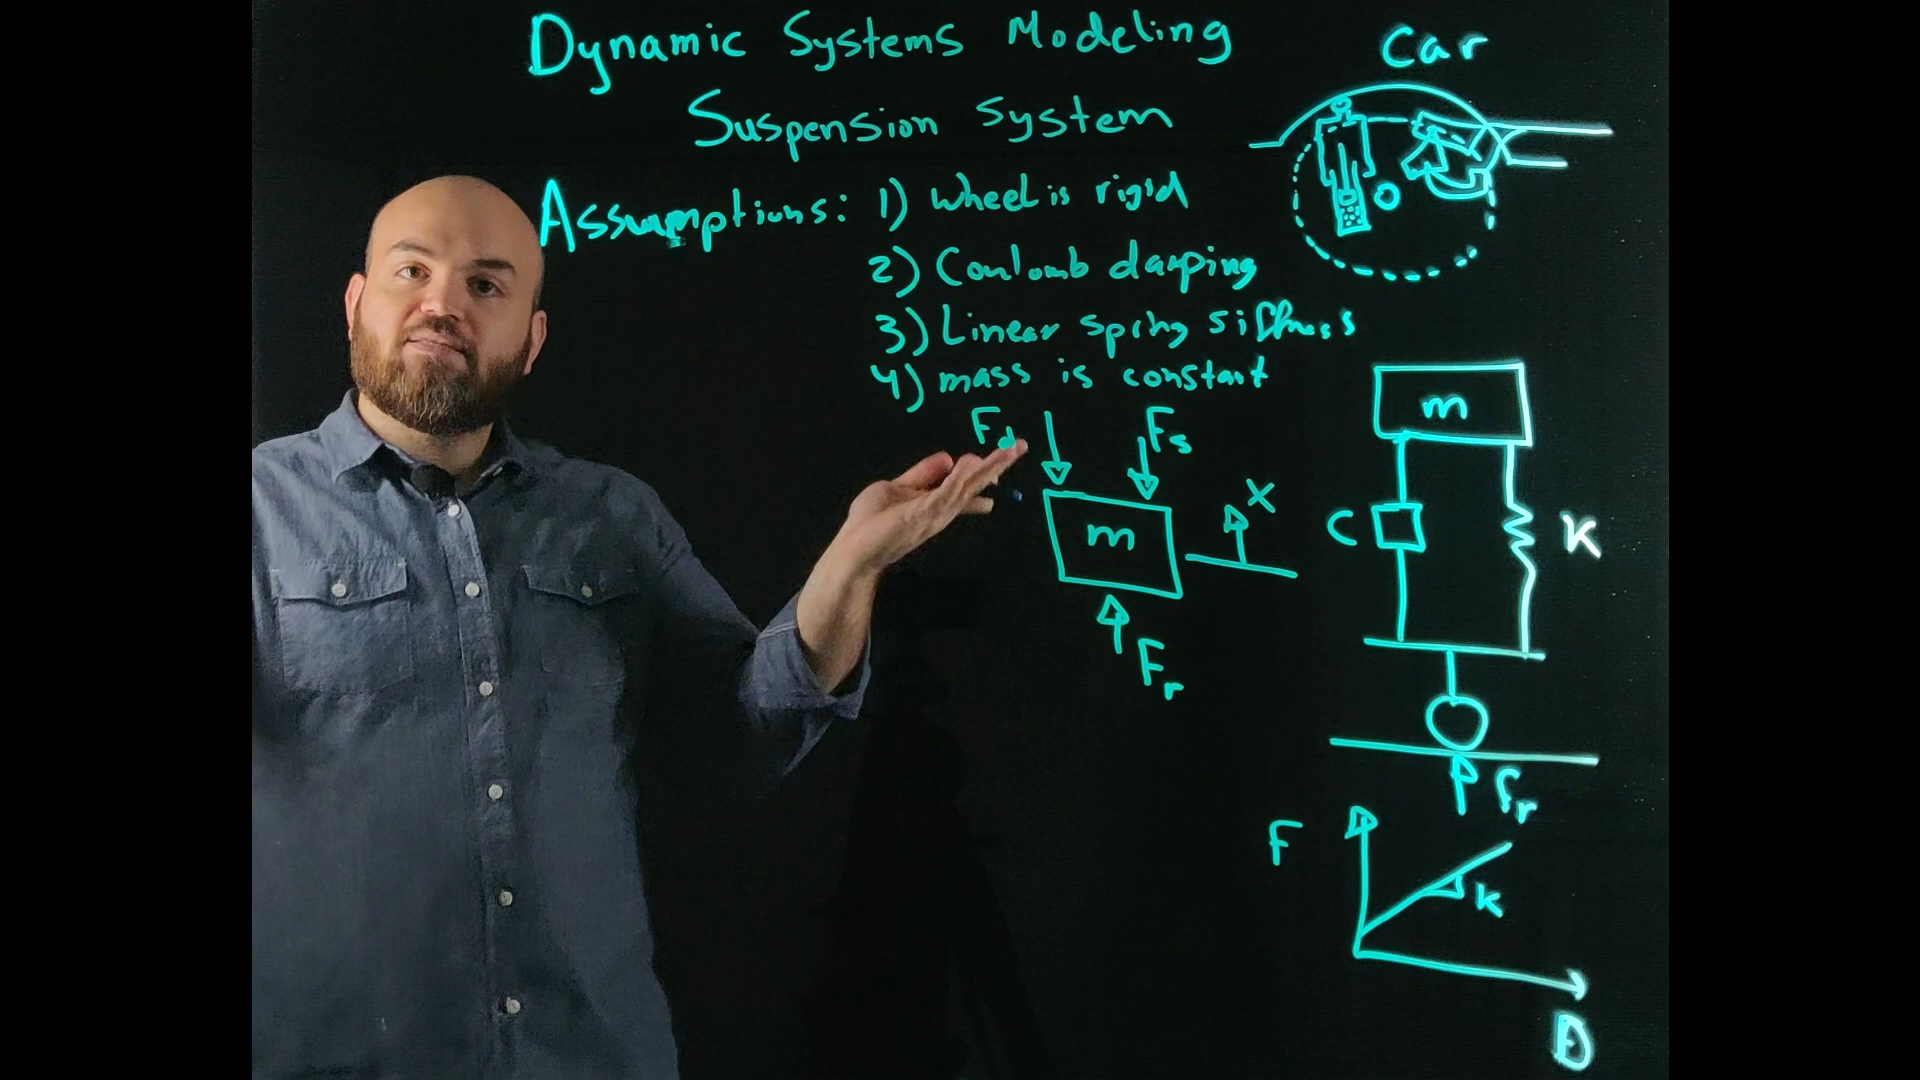 Dynamic Systems Modeling
Suspension System
Car
Assumptions: 1) Wheel is rigid
2) Coulomb damping
3) Linear spring siffness
4) mass is constant
Fd
Fs
m
X
Fr
m
C
K
Fr
F
K
D